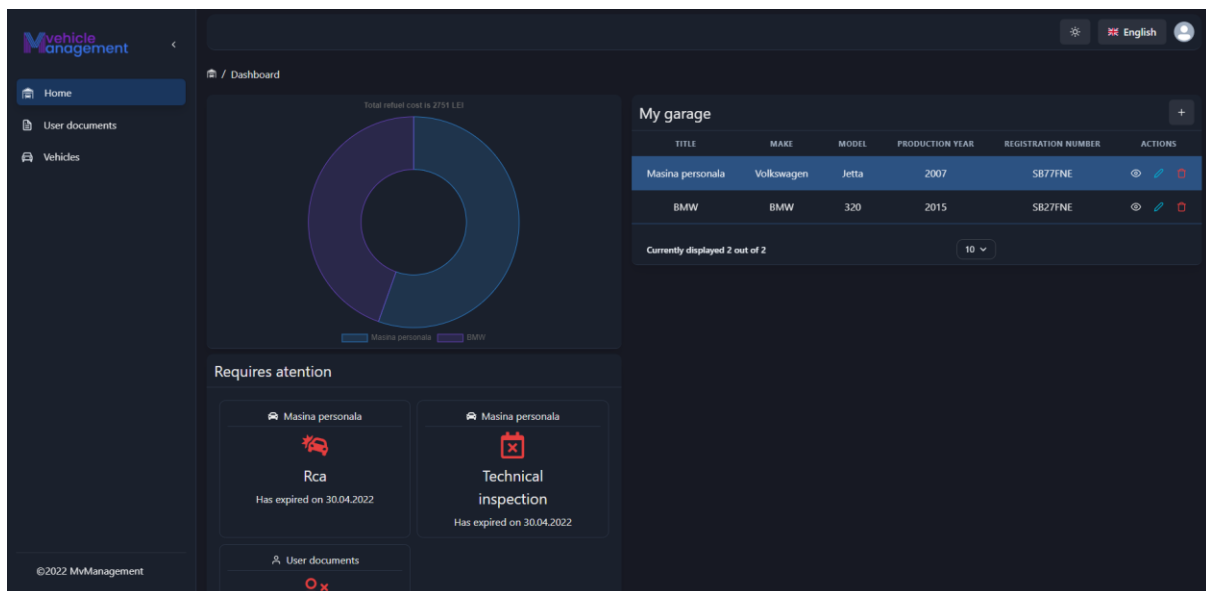 Mvehicle
Management
English
Home
User documents
Vehicles
/ Dashboard
Total refuel cost is 2751 LEI
Masina personala BMW
My garage
+
TITLE MAKE MODEL PRODUCTION YEAR REGISTRATION NUMBER ACTIONS
Masina personala Volkswagen Jetta 2007 SB77FNE
BMW BMW 320 2015 SB27FNE
Currently displayed 2 out of 2 10
Requires atention
Masina personala
Rca
Has expired on 30.04.2022
Masina personala
Technical
inspection
Has expired on 30.04.2022
User documents
©2022 MvManagement